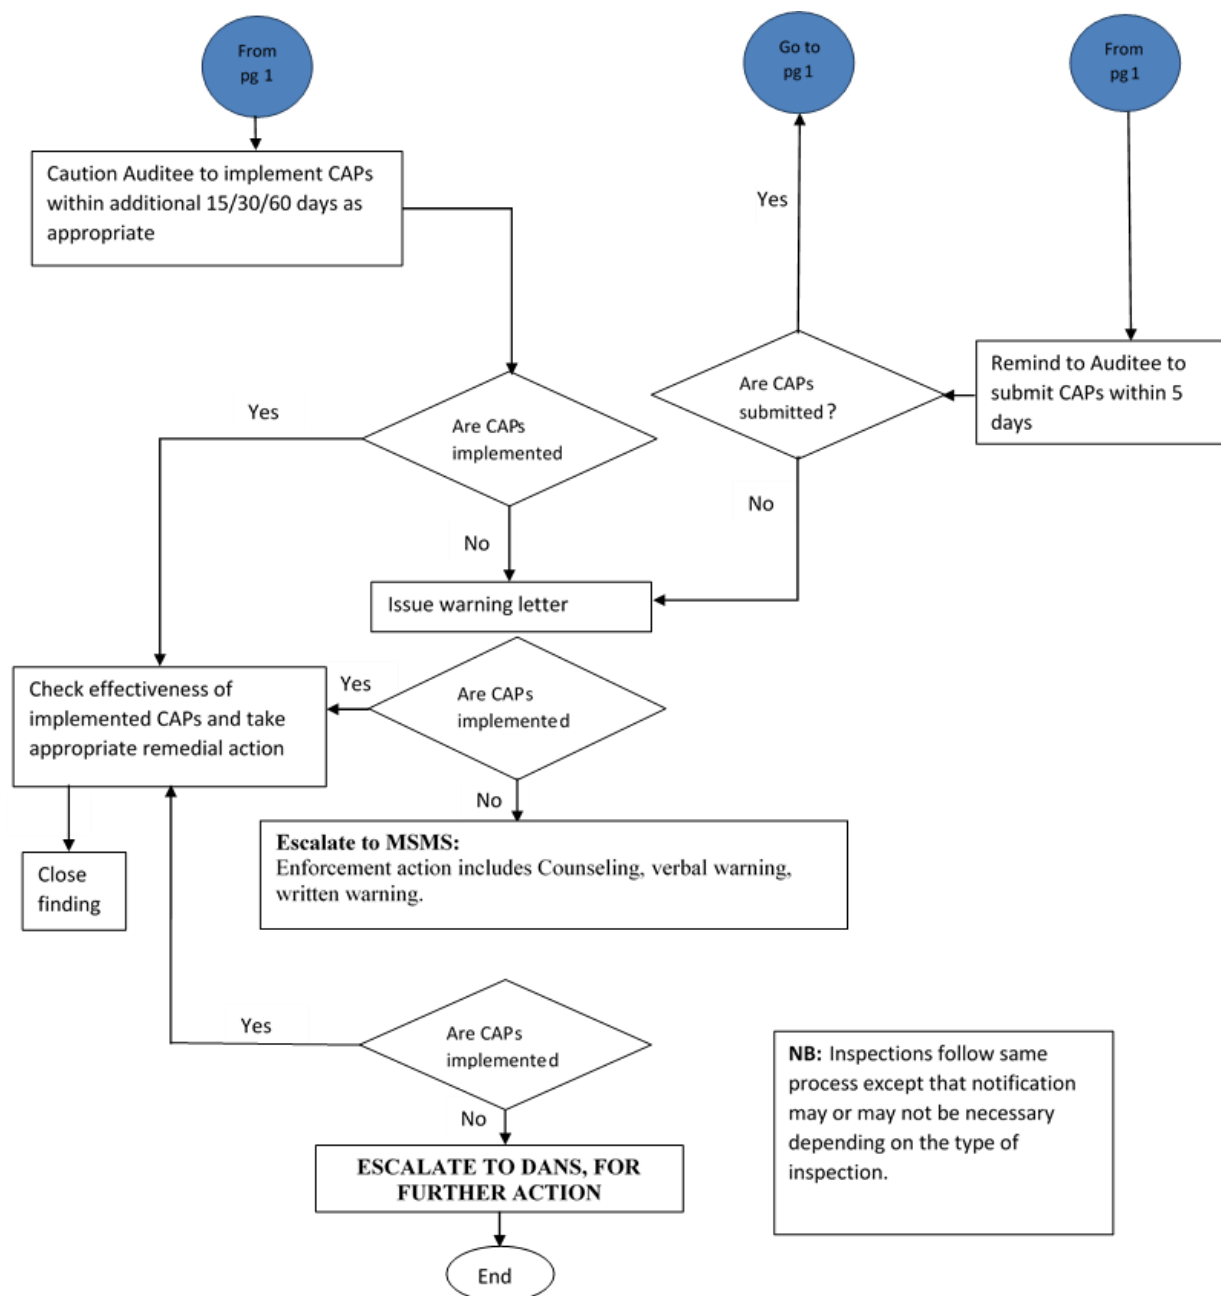 From
pg 1
Go to
pg 1
From
pg 1
Caution Auditee to implement CAPs
within additional 15/30/60 days as
appropriate
Yes
Remind to Auditee to
submit CAPs within 5
days
Are CAPs
submitted?
Yes
Are CAPs
implemented
No
No
Issue warning letter
Check effectiveness of
implemented CAPs and take
appropriate remedial action
Yes
Are CAPs
implemented
No
Escalate to MSMS:
Enforcement action includes Counseling, verbal warning,
written warning.
Close
finding
Yes
Are CAPs
implemented
NB: Inspections follow same
process except that notification
may or may not be necessary
depending on the type of
inspection.
No
ESCALATE TO DANS, FOR
FURTHER ACTION
End